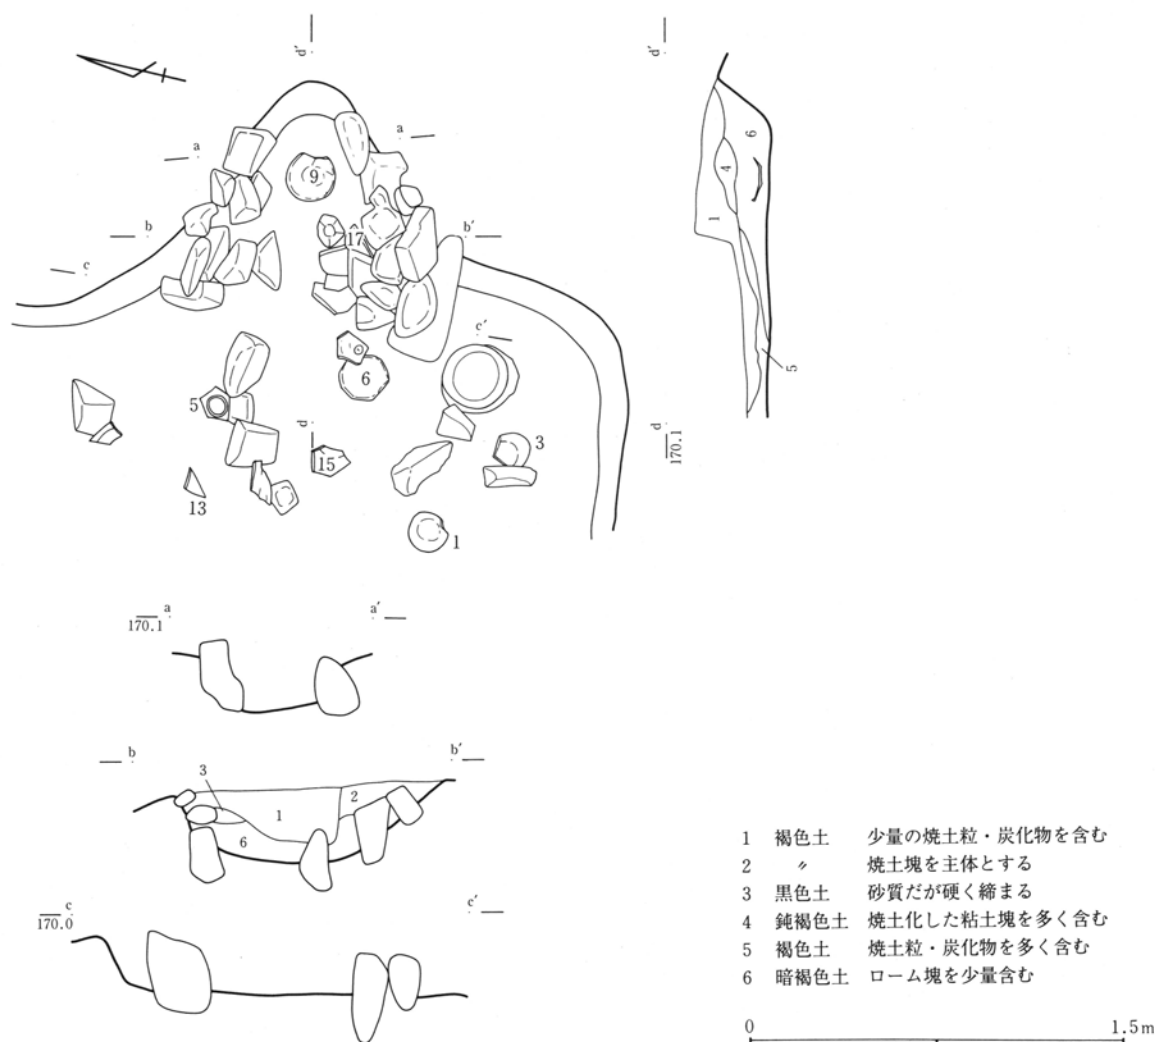 d′
d′
a
a
9
6
4
1
b
17
b′
c
c′
6
5
5
d
d
170.1
15
3
13
1
a
170.1
a′
b
b′
3
2
1
6
c
170.0
c′
1 褐色土 少量の焼土粒・炭化物を含む
2 〃 焼土塊を主体とする
3 黒色土 砂質だが硬く締まる
4 鈍褐色土 焼土化した粘土塊を多く含む
5 褐色土 焼土粒・炭化物を多く含む
6 暗褐色土 ローム塊を少量含む
0 1.5m